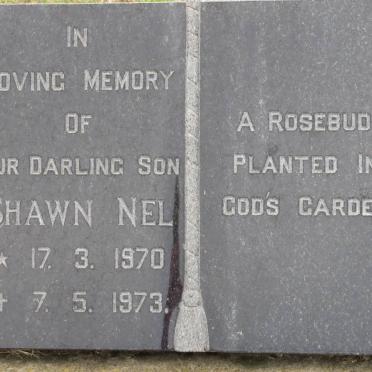 IN
OVING MEMORY
OF
UR DARLING SON
SHAWN NEL
* 17. 3. 1970
† 7. 5. 1973.
A ROSEBUD
PLANTED IN
GOD'S GARDE